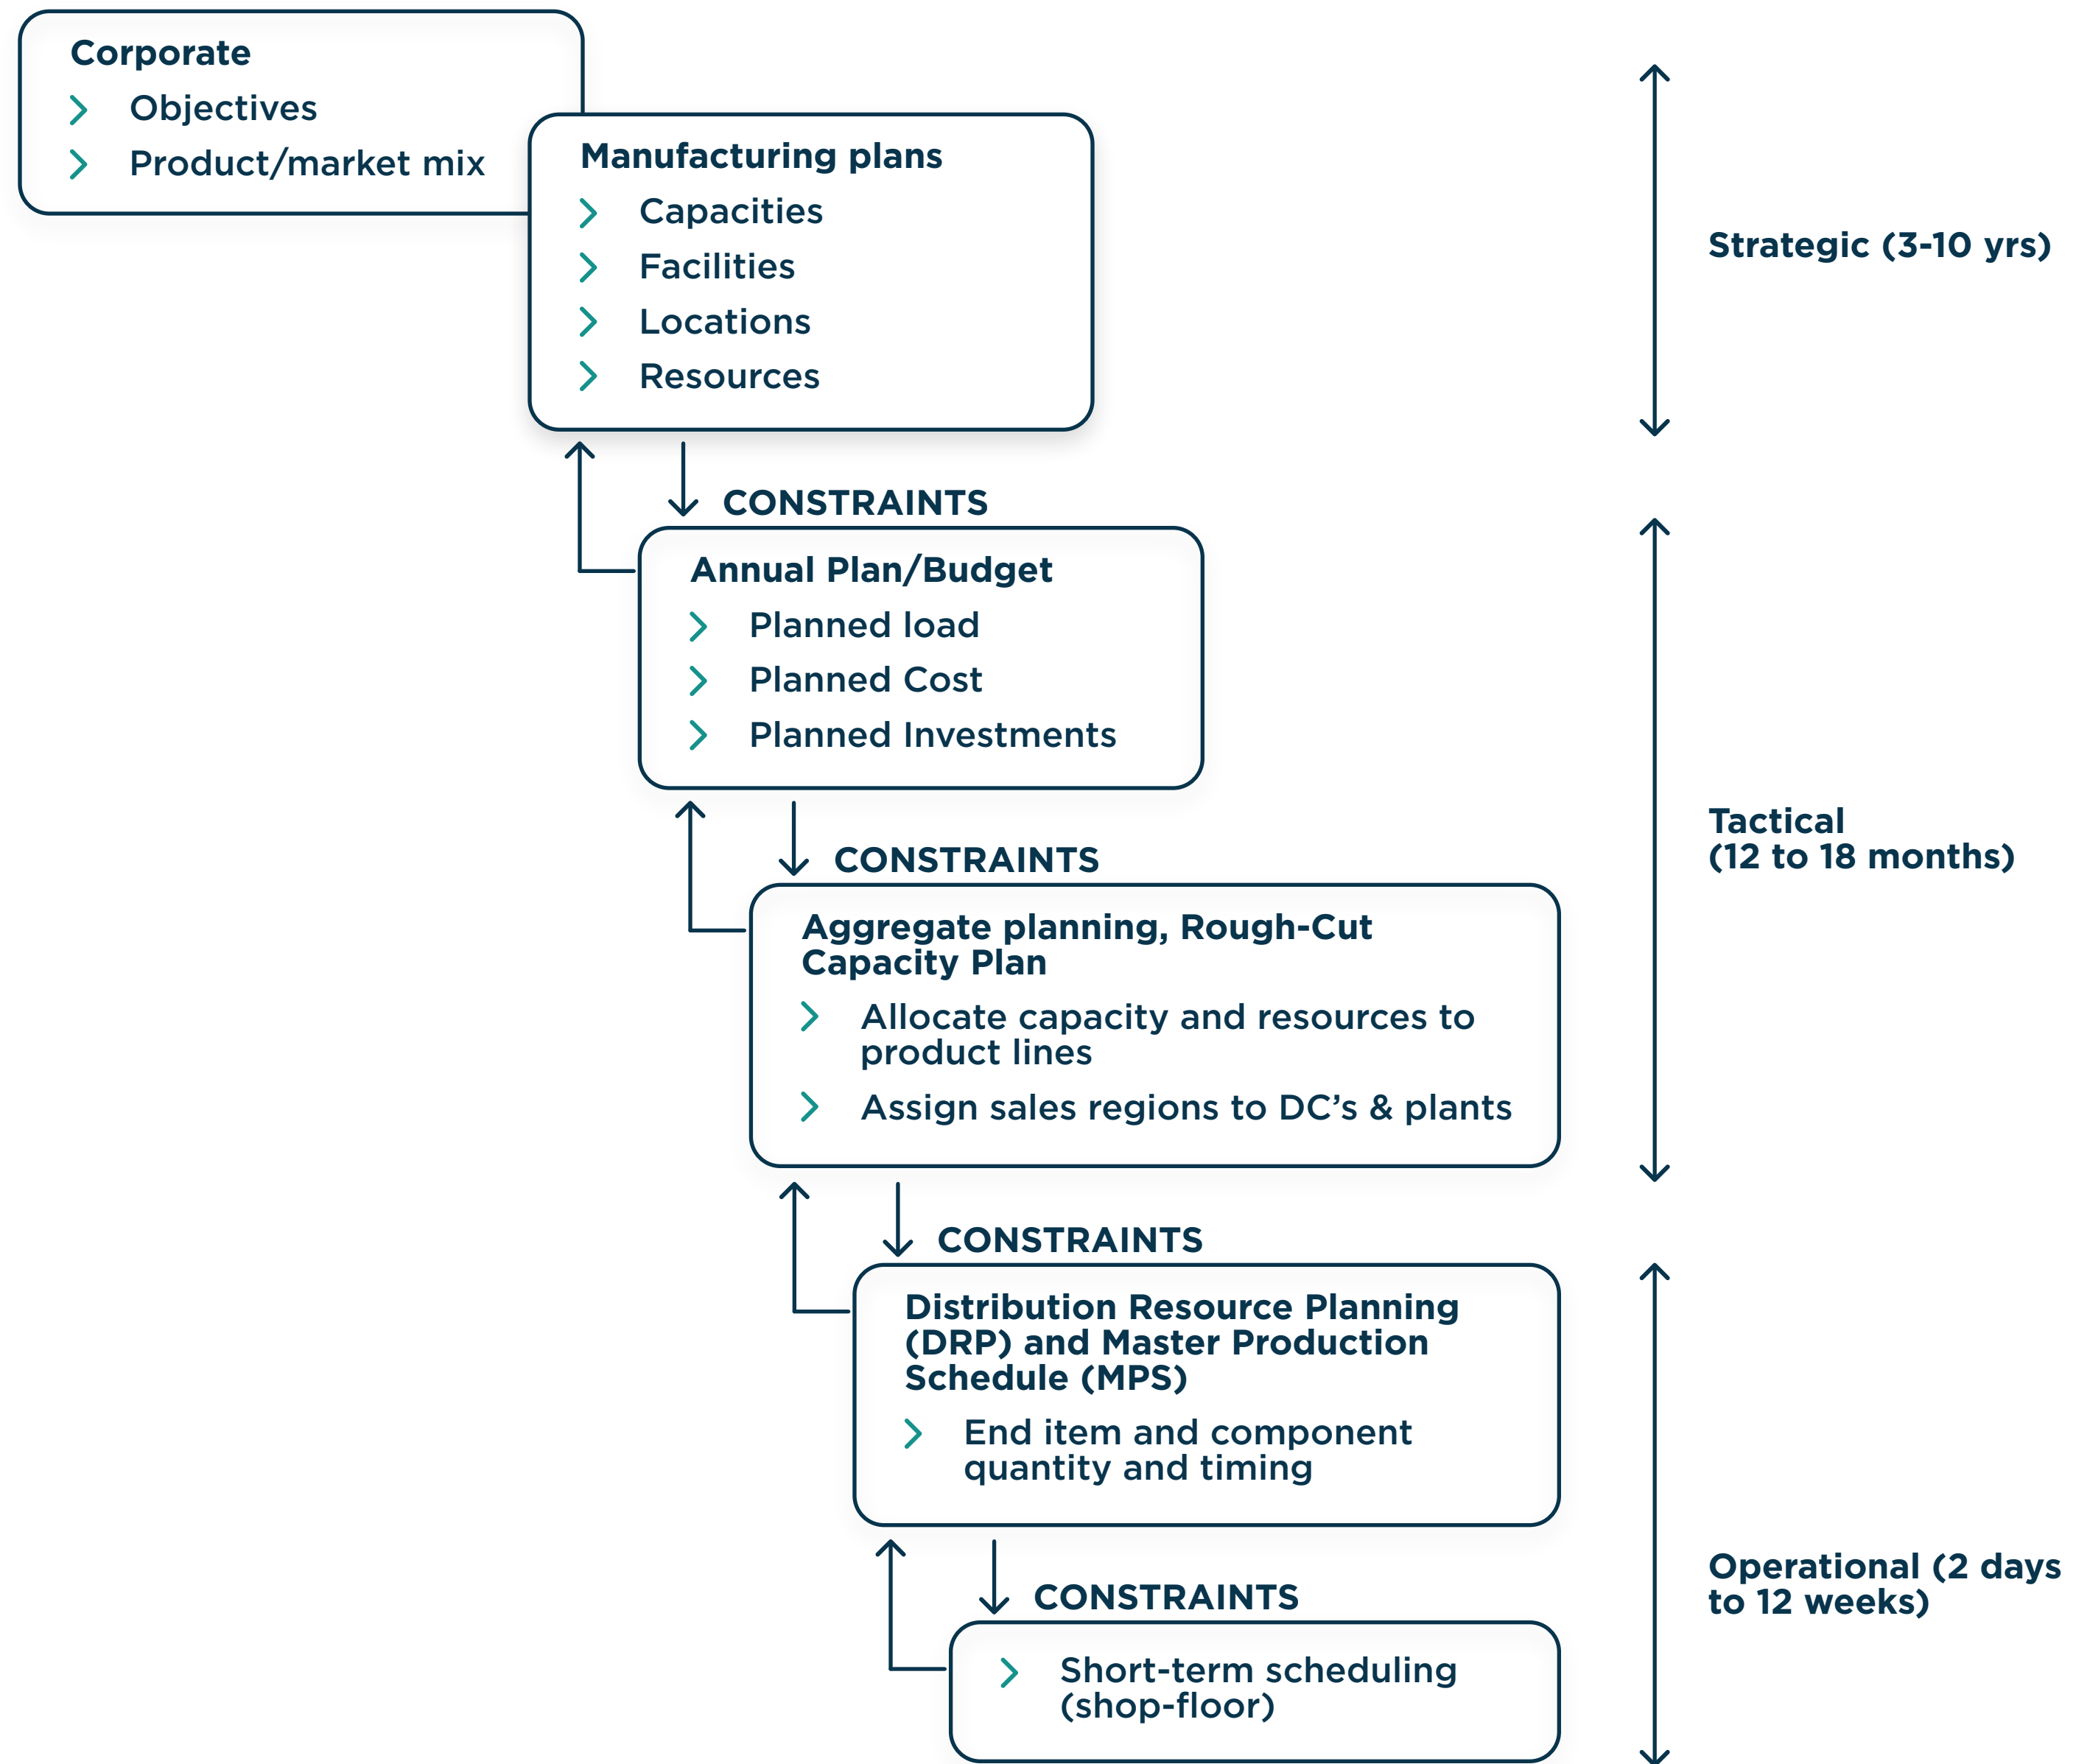 Corporate
Objectives
Product/market mix
Manufacturing plans
Capacities
Facilities
Locations
Resources
Strategic (3-10 yrs)
CONSTRAINTS
Annual Plan/Budget
Planned load
Planned Cost
Planned Investments
Tactical
(12 to 18 months)
CONSTRAINTS
Aggregate planning, Rough-Cut
Capacity Plan
Allocate capacity and resources to
product lines
Assign sales regions to DC’s & plants
CONSTRAINTS
Distribution Resource Planning
(DRP) and Master Production
Schedule (MPS)
End item and component
quantity and timing
Operational (2 days
to 12 weeks)
CONSTRAINTS
Short-term scheduling
(shop-floor)